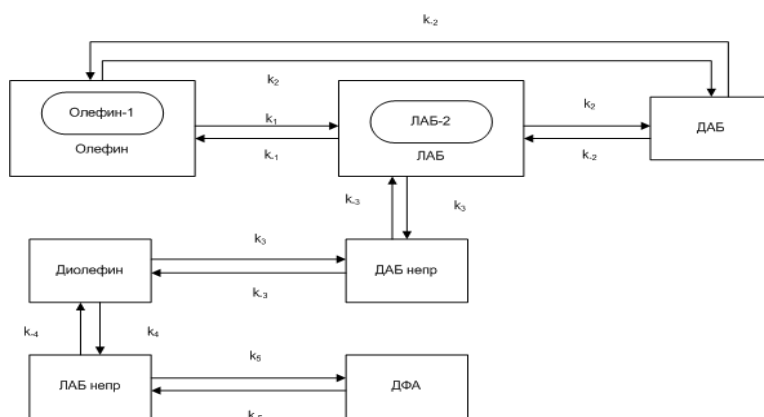 k-2
k2
Олефин-1
Олефин
k1
k-1
ЛАБ-2
ЛАБ
k2
k-2
ДАБ
k-3
k3
Диолефин
k3
k-3
ДАБ непр
k-4
k4
ЛАБ непр
k5
k-5
ДФА